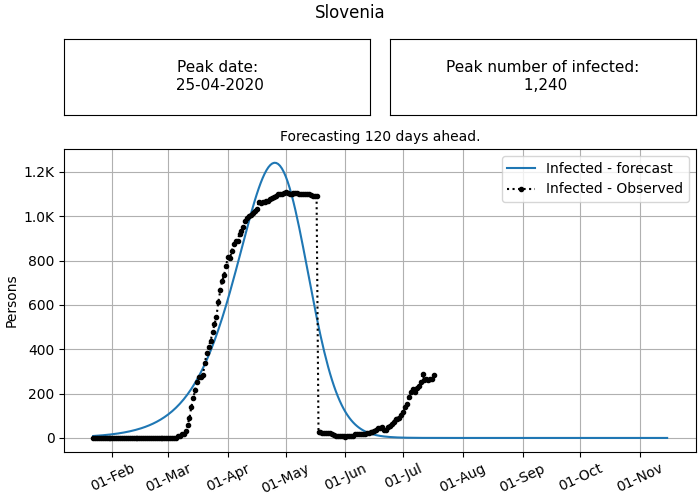 Slovenia
Peak date:
25-04-2020
Peak number of infected:
1,240
Forecasting 120 days ahead.
Infected - forecast
Infected - Observed
1.2K
1.0K
800
600
400
200
0
Persons
01-Feb
01-Mar
01-Apr
01-May
01-Jun
01-Jul
01-Aug
01-Sep
01-Oct
01-Nov